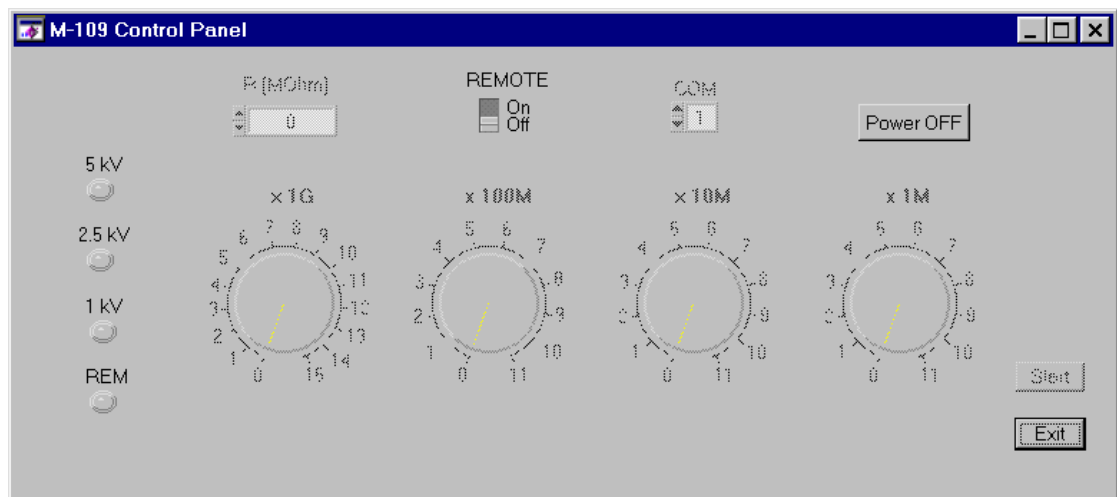 M-109 Control Panel
R (MOhm)
0
REMOTE
On
Off
COM
1
Power OFF
5 kV
2.5 kV
1 kV
REM
x 1G
0 1 2 3 4 5 6 7 8 9 10 11 12 13 14 15
x 100M
0 1 2 3 4 5 6 7 8 9 10 11
x 10M
0 1 2 3 4 5 6 7 8 9 10 11
x 1M
0 1 2 3 4 5 6 7 8 9 10 11
Start
Exit